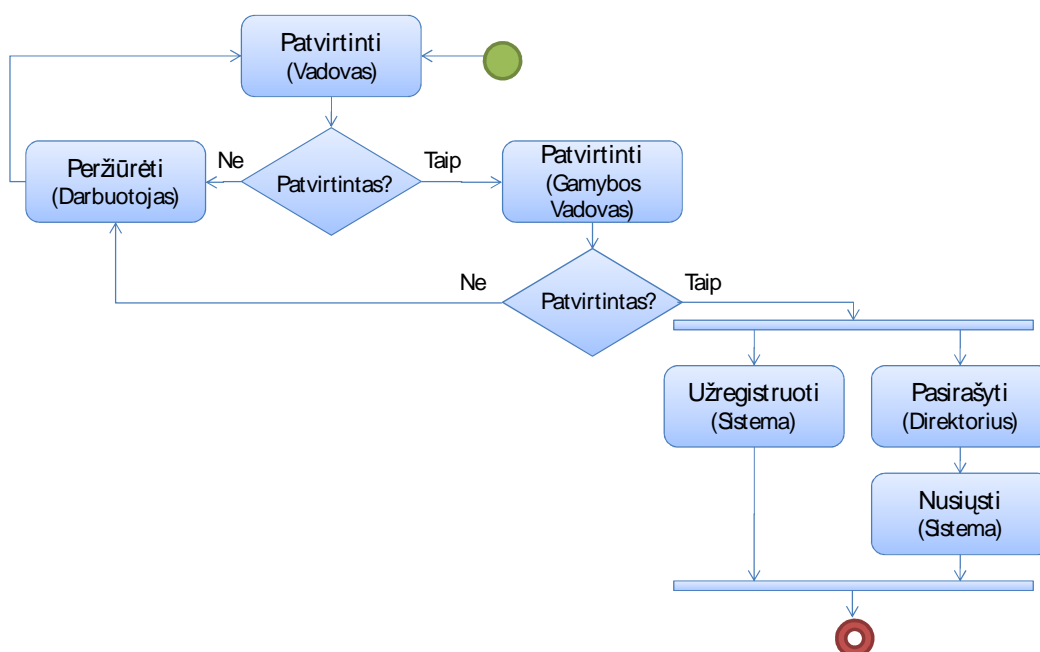 Patvirtinti
(Vadovas)
Peržiūrėti
(Darbuotojas)
Ne
Patvirtintas?
Taip
Patvirtinti
(Gamybos
Vadovas)
Ne
Patvirtintas?
Taip
Užregistruoti
(Sistema)
Pasirašyti
(Direktorius)
Nusiųsti
(Sistema)